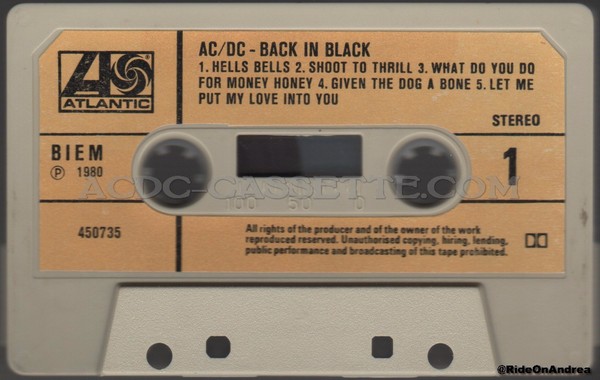 AC/DC - BACK IN BLACK
1. HELLS BELLS 2. SHOOT TO THRILL 3. WHAT DO YOU DO
FOR MONEY HONEY 4. GIVEN THE DOG A BONE 5. LET ME
PUT MY LOVE INTO YOU
ATLANTIC
STEREO
BIEM
℗ 1980
1
ACDC-CASSETTE.COM
100 50 0
450735
All rights of the producer and of the owner of the work
reproduced reserved. Unauthorised copying, hiring, lending,
public performance and broadcasting of this tape prohibited.
@RideOnAndrea